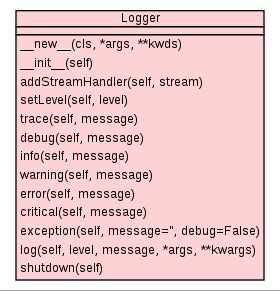 Logger
__new__(cls, *args, **kwds)
__init__(self)
addStreamHandler(self, stream)
setLevel(self, level)
trace(self, message)
debug(self, message)
info(self, message)
warning(self, message)
error(self, message)
critical(self, message)
exception(self, message='', debug=False)
log(self, level, message, *args, **kwargs)
shutdown(self)